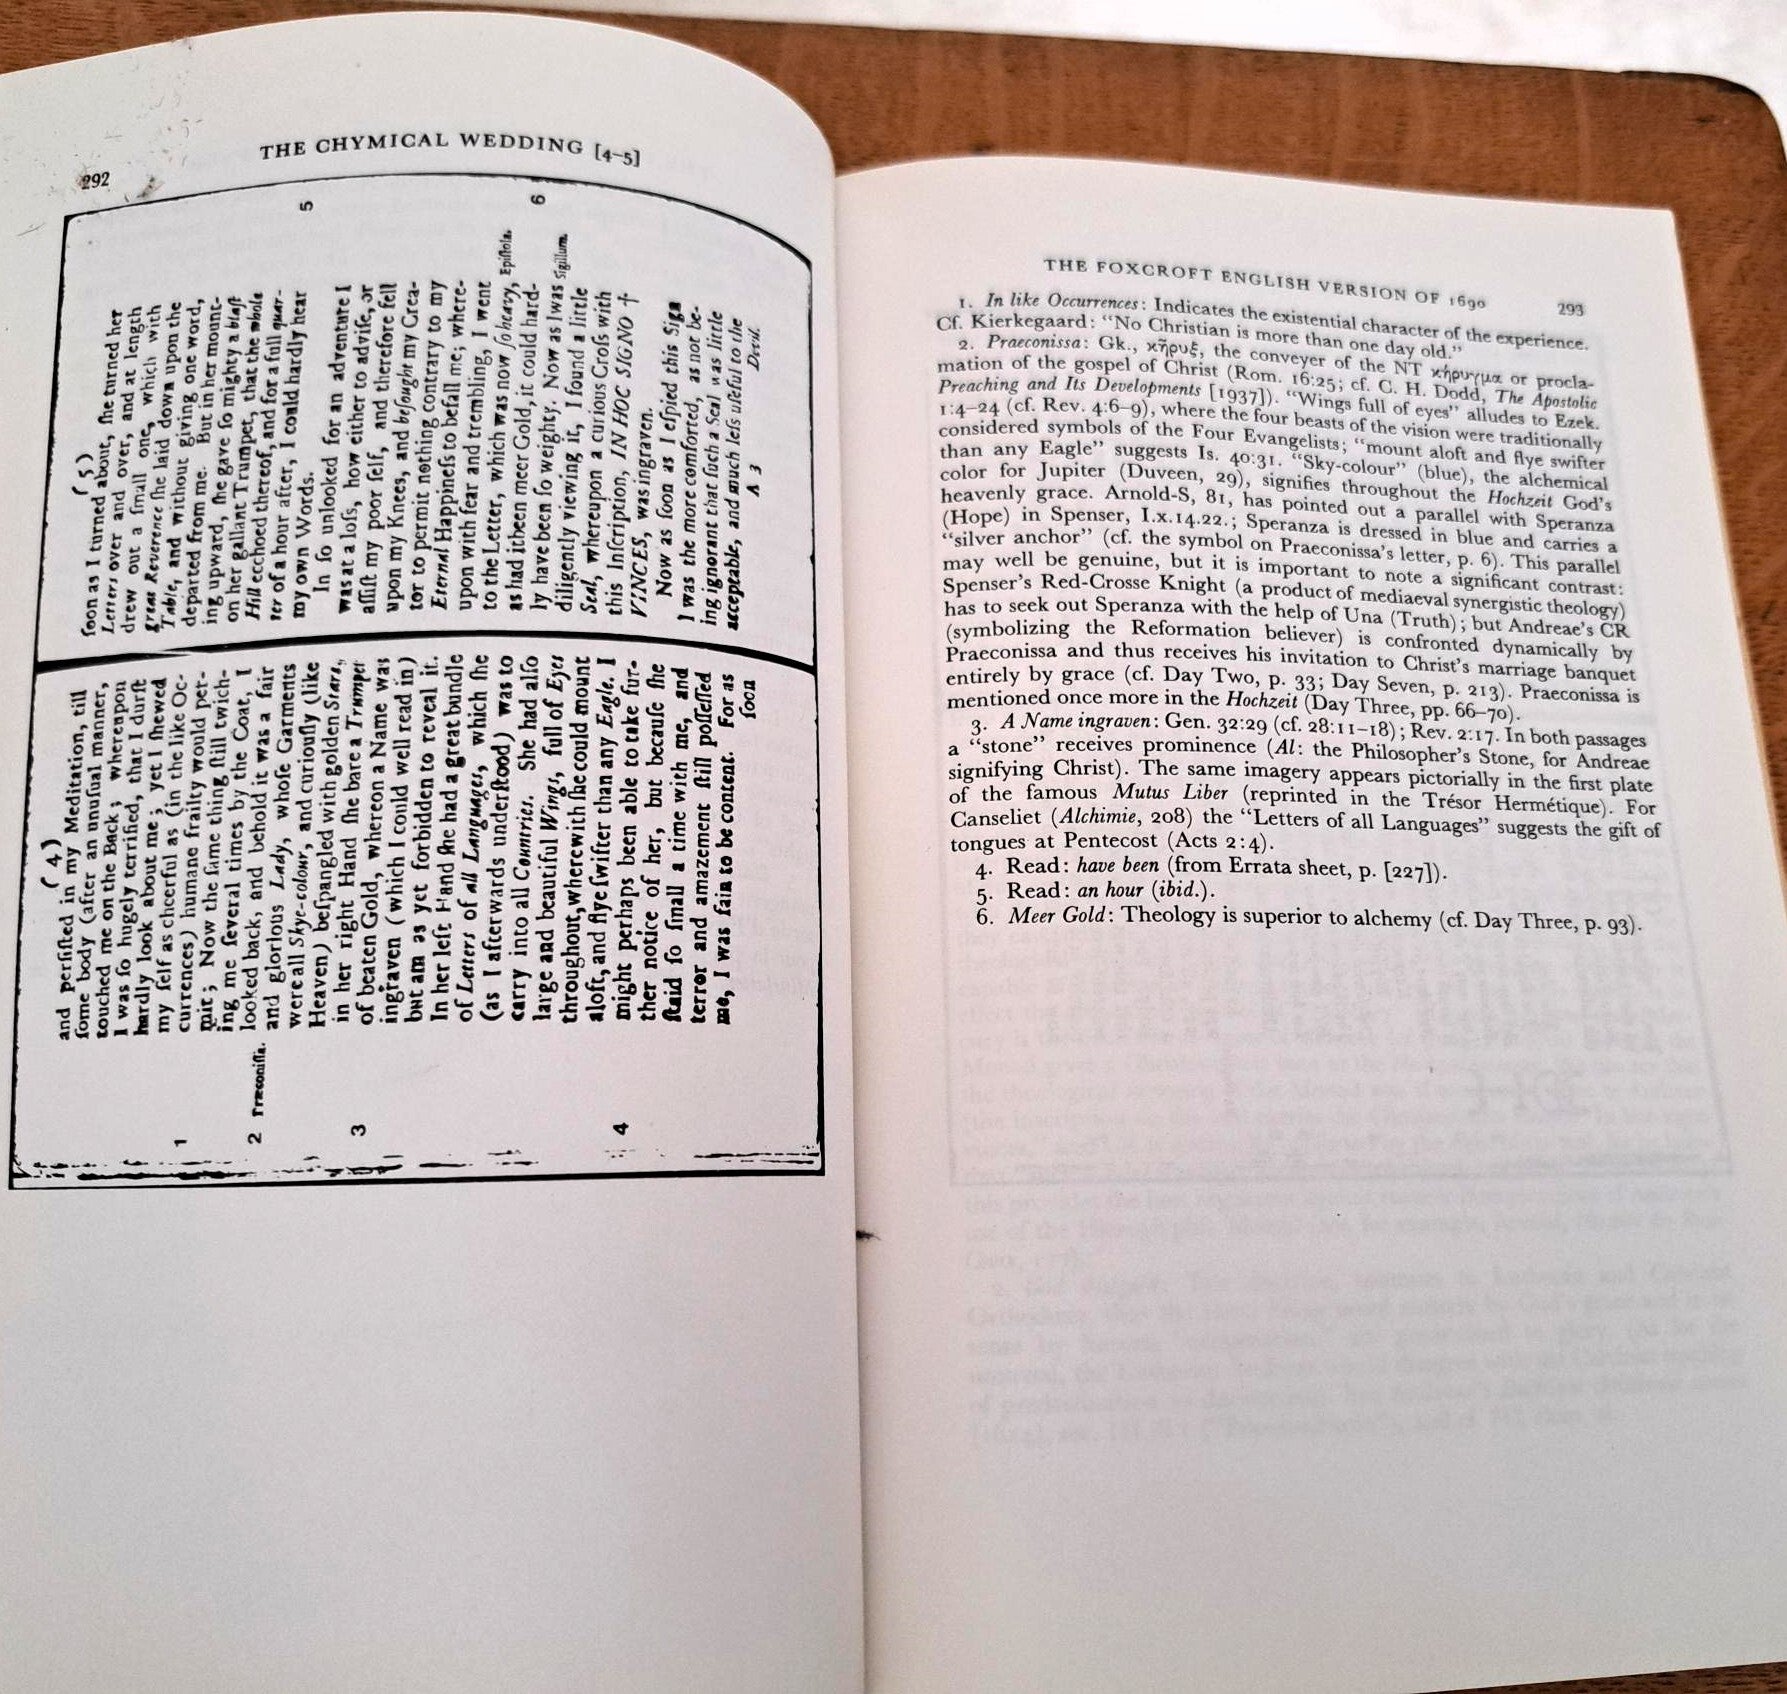 292
THE CHYMICAL WEDDING [4–5]
( 4 )
and perſiſted in my Meditation, till
ſome body (after an unuſual manner,
touched me on the Back ; whereupon
I was ſo hugely terrified, that I durſt
hardly look about me ; yet I ſhewed
my ſelf as cheerful as (in the like Oc-
currences) humane frailty would per-
mit ; Now the ſame thing ſtill twich-
ing me ſeveral times by the Coat, I
looked back, and behold it was a fair
and glorious Lady, whoſe Garments
were all Skye-colour, and curiouſly (like
Heaven) beſpangled with golden Stars,
in her right Hand ſhe bare a Trumpet
of beaten Gold, whereon a Name was
ingraven (which I could well read in)
but am as yet forbidden to reveal it.
In her left Hand ſhe had a great bundle
of Letters of all Languages, which ſhe
(as I afterwards underſtood) was to
carry into all Countries. She had alſo
large and beautiful Wings, full of Eyes
throughout, wherewith ſhe could mount
aloft, and flye ſwifter than any Eagle. I
might perhaps been able to take fur-
ther notice of her, but becauſe ſhe
ſtaid ſo ſmall a time with me, and
terror and amazement ſtill poſſeſſed
me, I was fain to be content. For as
ſoon
1
2 Præconiſſa.
3
4
( 5 )
ſoon as I turned about, ſhe turned her
Letters over and over, and at length
drew out a ſmall one, which with
great Reverence ſhe laid down upon the
Table, and without giving one word,
departed from me. But in her mount-
ing upward, ſhe gave ſo mighty a blaſt
on her gallant Trumpet, that the whole
Hill ecchoed thereof, and for a full quar-
ter of a hour after, I could hardly hear
my own Words.
In ſo unlooked for an adventure I
was at a loſs, how either to adviſe, or
aſſiſt my poor ſelf, and therefore fell
upon my Knees, and beſought my Crea-
tor to permit nothing contrary to my
Eternal Happineſs to befall me; where-
upon with fear and trembling, I went
to the Letter, which was now ſo heavy,
as had it been meer Gold, it could hard-
ly have been ſo weighty. Now as I was
diligently viewing it, I found a little
Seal, whereupon a curious Croſs with
this Inſcription, IN HOC SIGNO †
VINCES, was ingraven.
Now as ſoon as I eſpied this Sign
I was the more comforted, as not be-
ing ignorant that ſuch a Seal was little
acceptable, and much leſs uſeful to the
A 3 Devil.
5
Epiſtola.
6
Sigillum.
THE FOXCROFT ENGLISH VERSION OF 1690
293
1. In like Occurrences: Indicates the existential character of the experience.
Cf. Kierkegaard: “No Christian is more than one day old.”
2. Praeconissa: Gk., κῆρυξ, the conveyer of the NT κήρυγμα or procla-
mation of the gospel of Christ (Rom. 16:25; cf. C. H. Dodd, The Apostolic
Preaching and Its Developments [1937]). “Wings full of eyes” alludes to Ezek.
1:4–24 (cf. Rev. 4:6–9), where the four beasts of the vision were traditionally
considered symbols of the Four Evangelists; “mount aloft and flye swifter
than any Eagle” suggests Is. 40:31. “Sky-colour” (blue), the alchemical
color for Jupiter (Duveen, 29), signifies throughout the Hochzeit God’s
heavenly grace. Arnold-S, 81, has pointed out a parallel with Speranza
(Hope) in Spenser, I.x.14.22.; Speranza is dressed in blue and carries a
“silver anchor” (cf. the symbol on Praeconissa’s letter, p. 6). This parallel
may well be genuine, but it is important to note a significant contrast:
Spenser’s Red-Crosse Knight (a product of mediaeval synergistic theology)
has to seek out Speranza with the help of Una (Truth); but Andreae’s CR
(symbolizing the Reformation believer) is confronted dynamically by
Praeconissa and thus receives his invitation to Christ’s marriage banquet
entirely by grace (cf. Day Two, p. 33; Day Seven, p. 213). Praeconissa is
mentioned once more in the Hochzeit (Day Three, pp. 66–70).
3. A Name ingraven: Gen. 32:29 (cf. 28:11–18); Rev. 2:17. In both passages
a “stone” receives prominence (Al: the Philosopher’s Stone, for Andreae
signifying Christ). The same imagery appears pictorially in the first plate
of the famous Mutus Liber (reprinted in the Trésor Hermétique). For
Canseliet (Alchimie, 208) the “Letters of all Languages” suggests the gift of
tongues at Pentecost (Acts 2:4).
4. Read: have been (from Errata sheet, p. [227]).
5. Read: an hour (ibid.).
6. Meer Gold: Theology is superior to alchemy (cf. Day Three, p. 93).